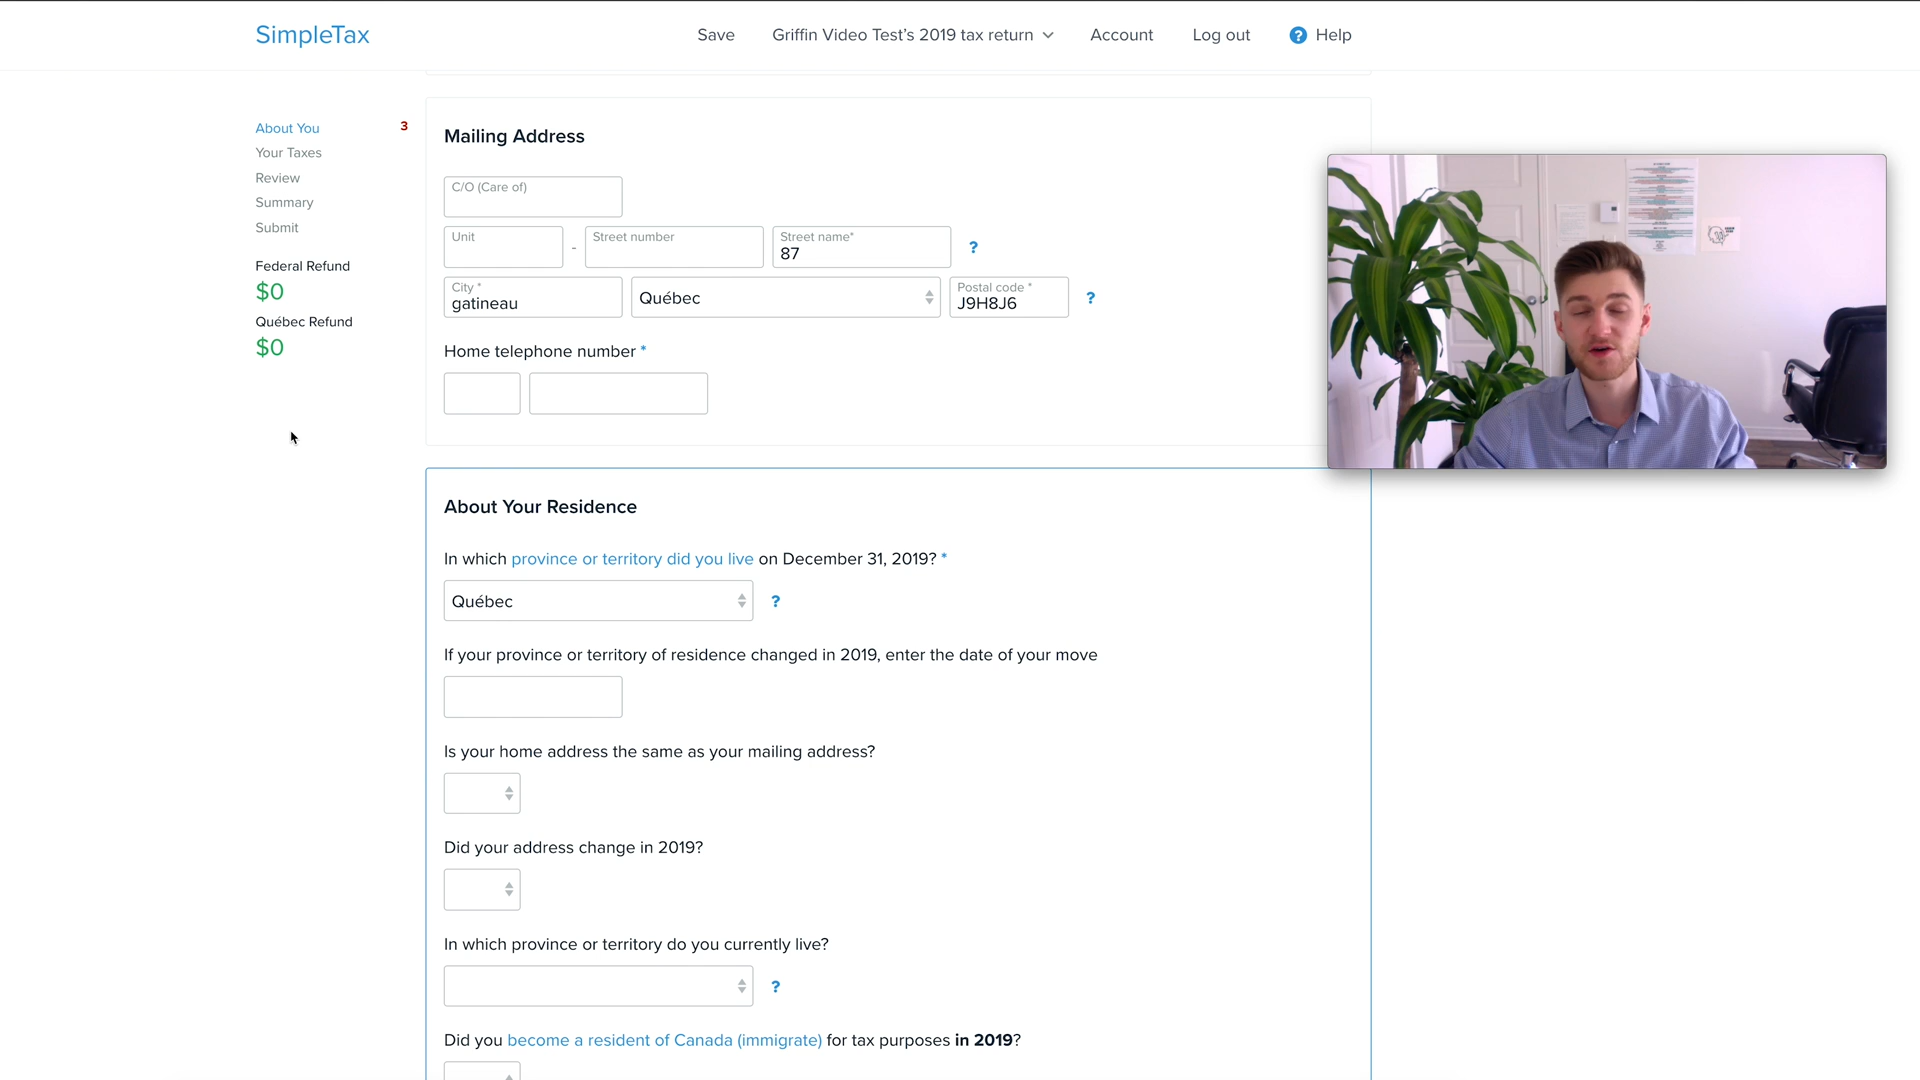 SimpleTax
Save
Griffin Video Test's 2019 tax return
Account
Log out
? Help
About You
3
Your Taxes
Review
Summary
Submit
Federal Refund
$0
Québec Refund
$0
Mailing Address
C/O (Care of)
Unit
-
Street number
Street name*
87
?
City *
gatineau
Québec
Postal code *
J9H8J6
?
Home telephone number *
About Your Residence
In which province or territory did you live on December 31, 2019? *
Québec
?
If your province or territory of residence changed in 2019, enter the date of your move
Is your home address the same as your mailing address?
Did your address change in 2019?
In which province or territory do you currently live?
?
Did you become a resident of Canada (immigrate) for tax purposes in 2019?